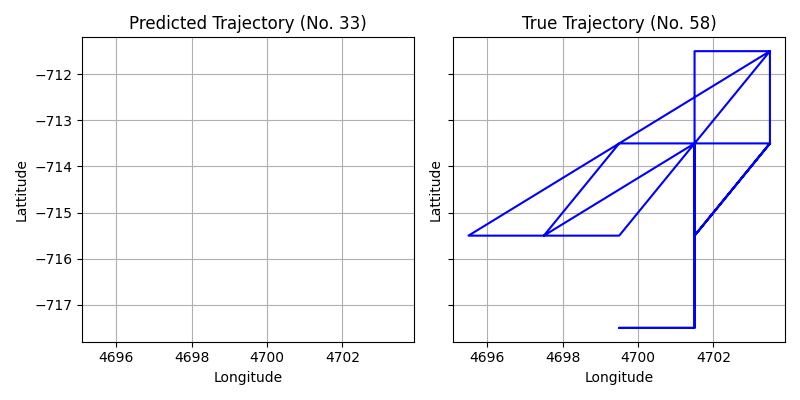 Predicted Trajectory (No. 33)
−712
−713
−714
−715
−716
−717
Lattitude
4696 4698 4700 4702
Longitude
True Trajectory (No. 58)
Lattitude
4696 4698 4700 4702
Longitude